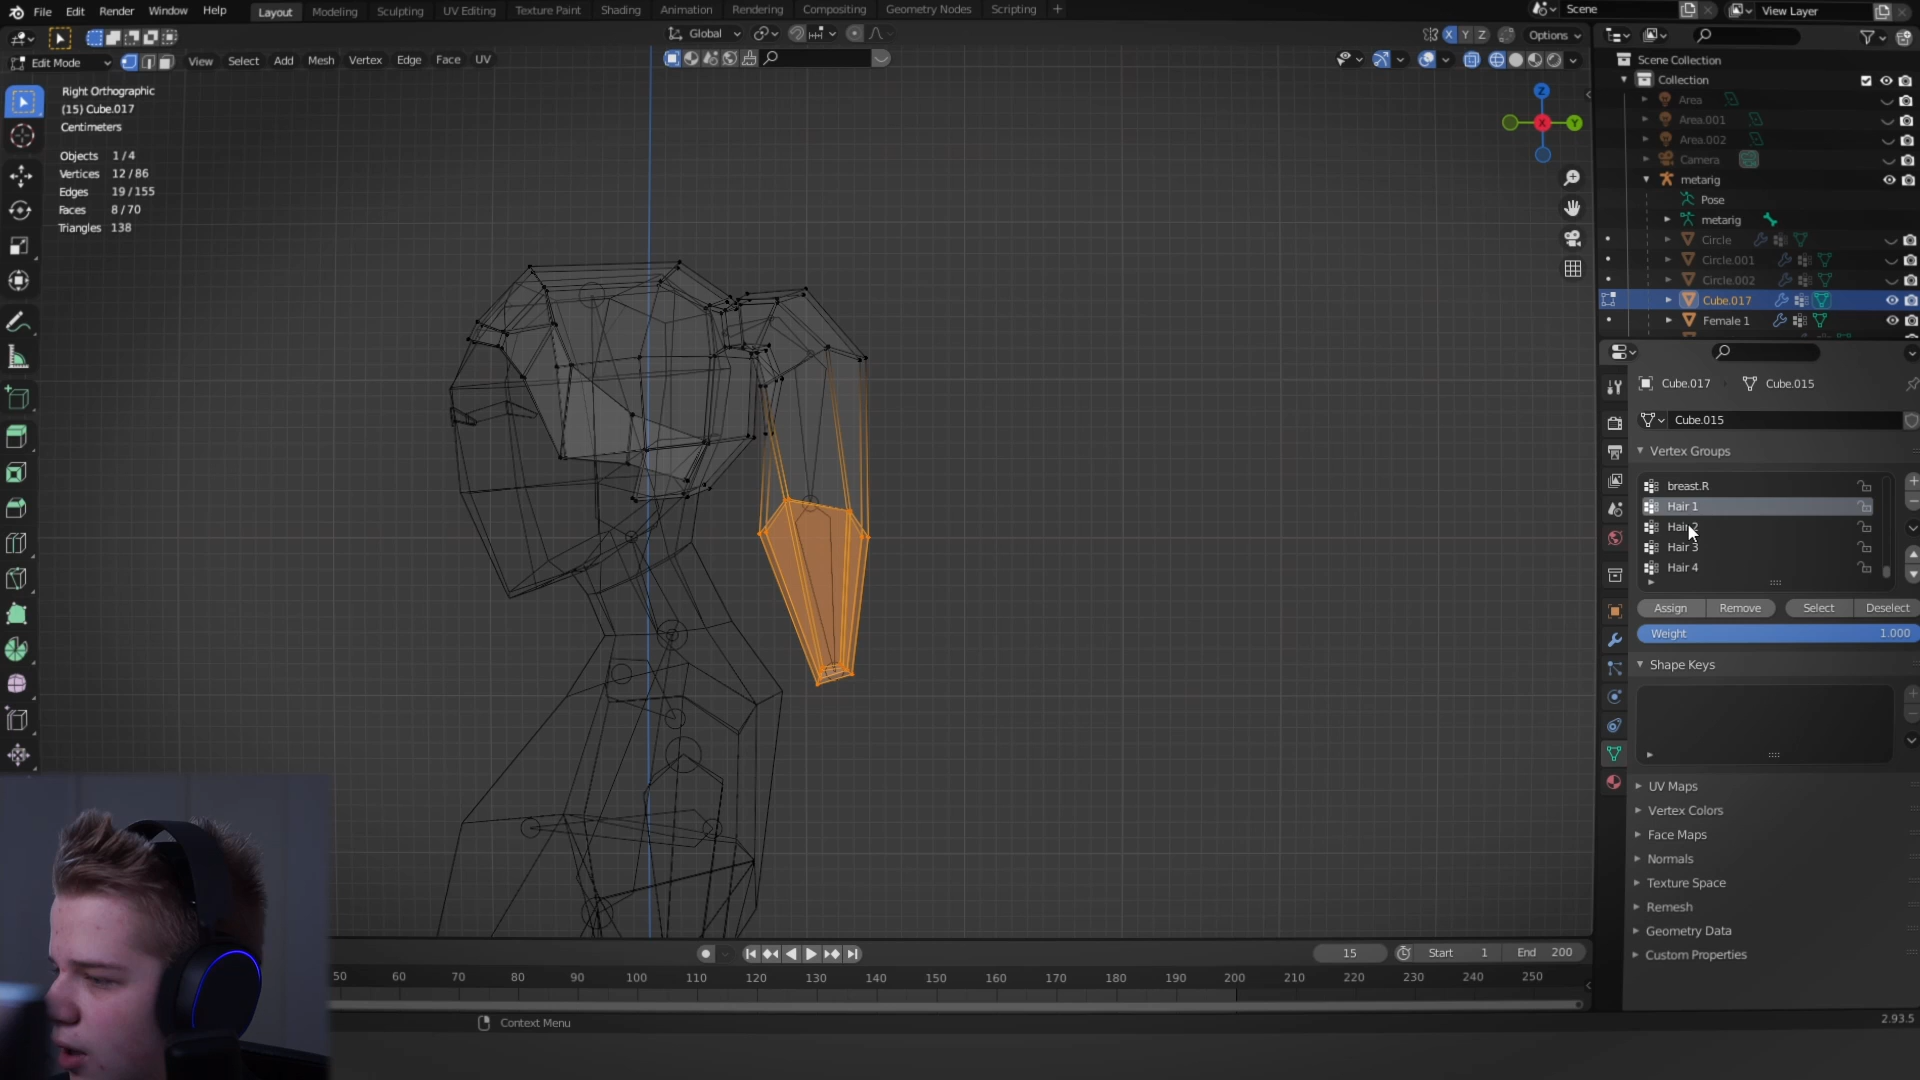 File Edit Render Window Help Layout Modeling Sculpting UV Editing Texture Paint Shading Animation Rendering Compositing Geometry Nodes Scripting + Scene View Layer
Global X Y Z Options
Edit Mode View Select Add Mesh Vertex Edge Face UV
Right Orthographic
(15) Cube.017
Centimeters
Objects 1/4
Vertices 12/86
Edges 19/155
Faces 8/70
Triangles 138
Z
X
Y
Scene Collection
Collection
Area
Area.001
Area.002
Camera
metarig
Pose
metarig
Circle
Circle.001
Circle.002
Cube.017
Female 1
Cube.017 Cube.015
Cube.015
Vertex Groups
breast.R
Hair 1
Hair 2
Hair 3
Hair 4
Assign Remove Select Deselect
Weight 1.000
Shape Keys
UV Maps
Vertex Colors
Face Maps
Normals
Texture Space
Remesh
Geometry Data
Custom Properties
15 Start 1 End 200
50 60 70 80 90 100 110 120 130 140 150 160 170 180 190 200 210 220 230 240 250
Context Menu
2.93.5